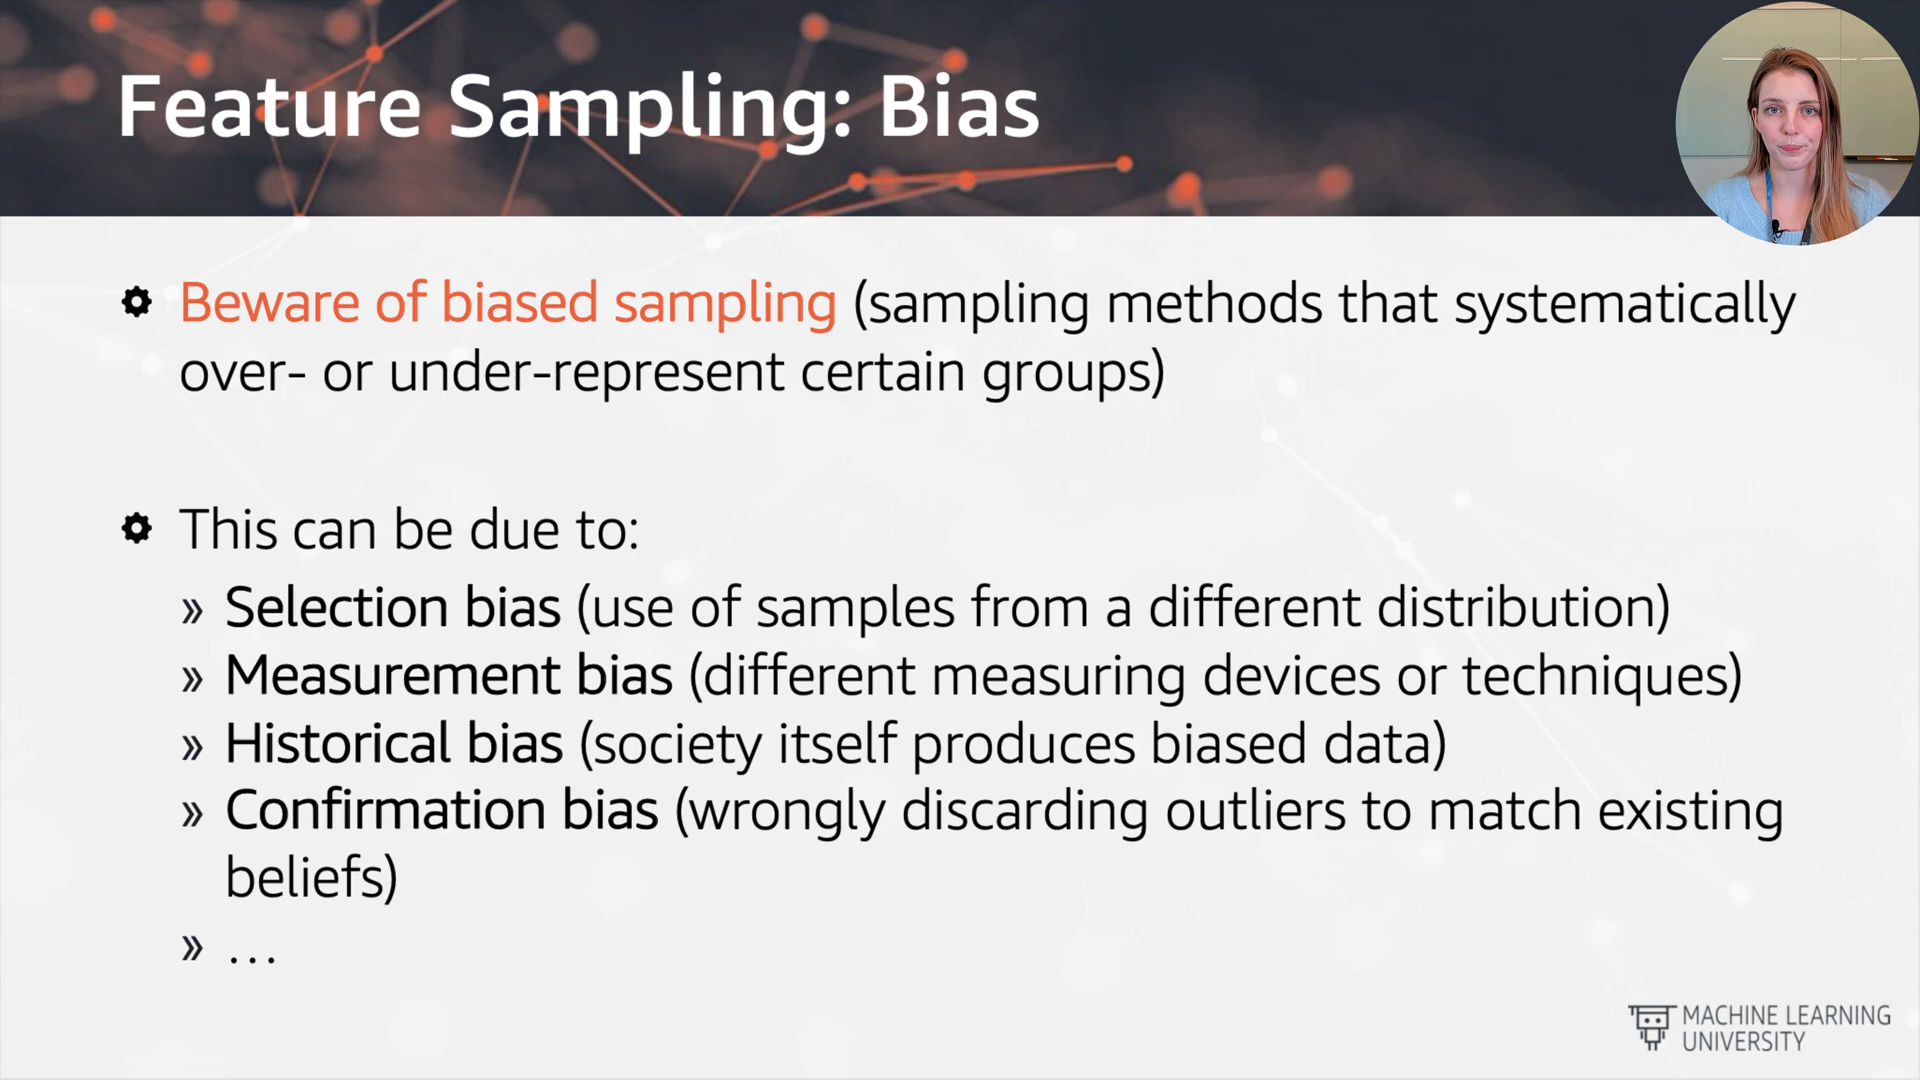 Feature Sampling: Bias
Beware of biased sampling (sampling methods that systematically
over- or under-represent certain groups)
This can be due to:
» Selection bias (use of samples from a different distribution)
» Measurement bias (different measuring devices or techniques)
» Historical bias (society itself produces biased data)
» Confirmation bias (wrongly discarding outliers to match existing
beliefs)
» ...
MACHINE LEARNING
UNIVERSITY